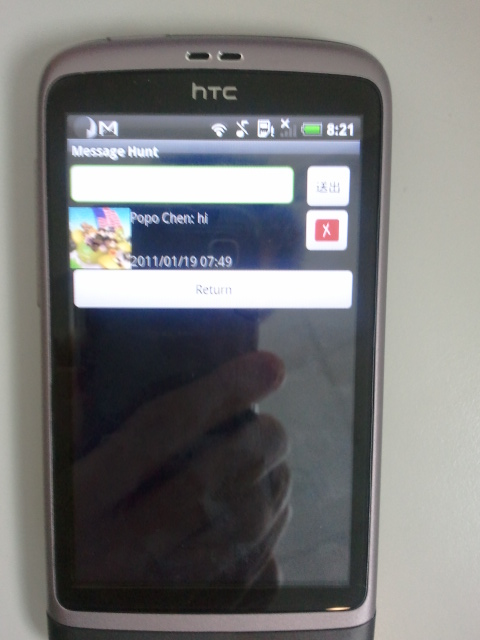 hTC
8:21
Message Hunt
送出
Popo Chen: hi
X
2011/01/19 07:49
Return